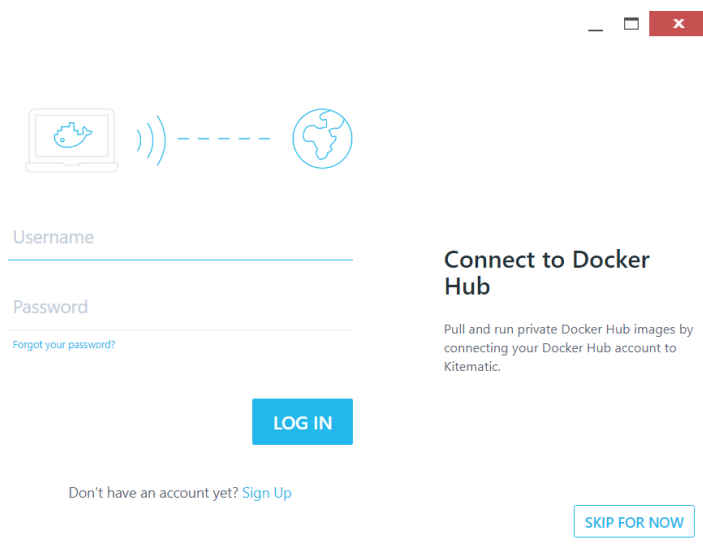 Username
Password
Forgot your password?
LOG IN
Don't have an account yet? Sign Up
Connect to Docker
Hub
Pull and run private Docker Hub images by
connecting your Docker Hub account to
Kitematic.
SKIP FOR NOW